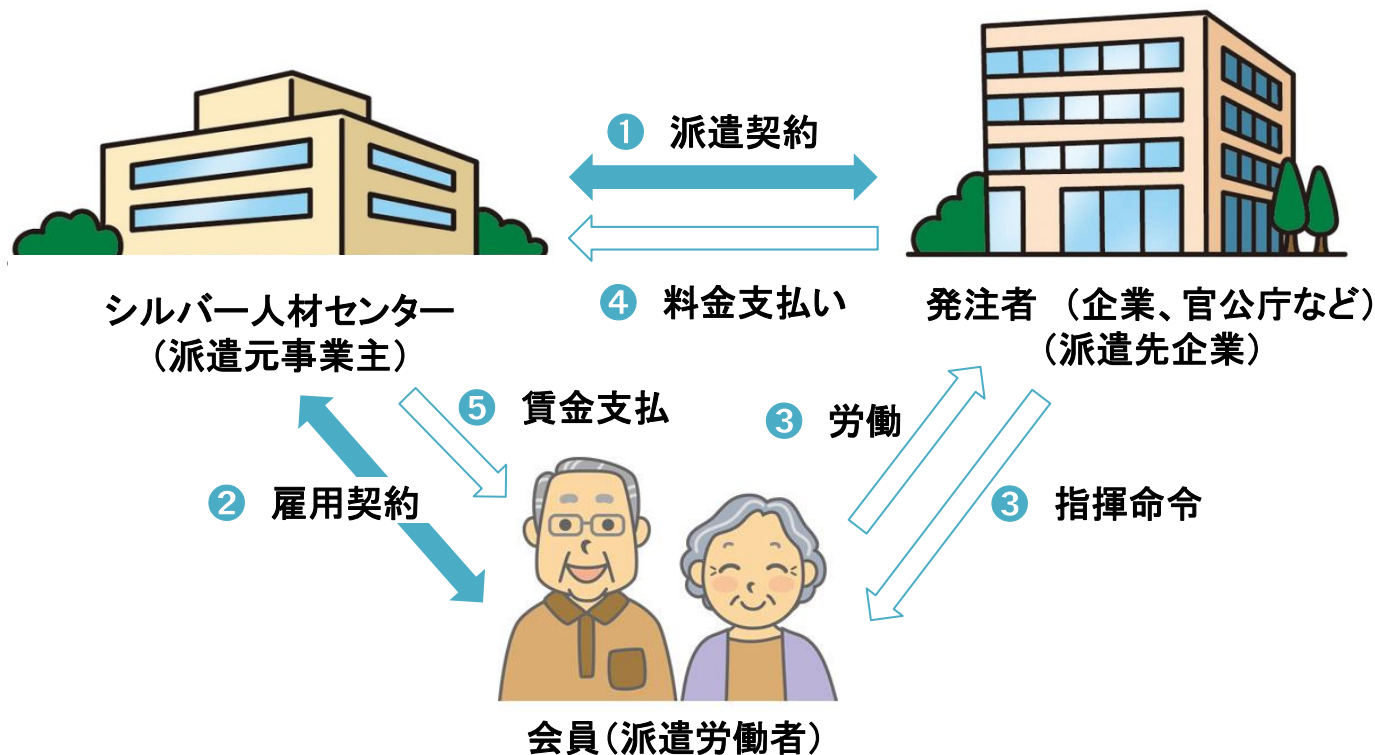 ❶ 派遣契約
❹ 料金支払い
シルバー人材センター
（派遣元事業主）
発注者 （企業、官公庁など）
（派遣先企業）
❺ 賃金支払
❸ 労働
❷ 雇用契約
❸ 指揮命令
会員（派遣労働者）